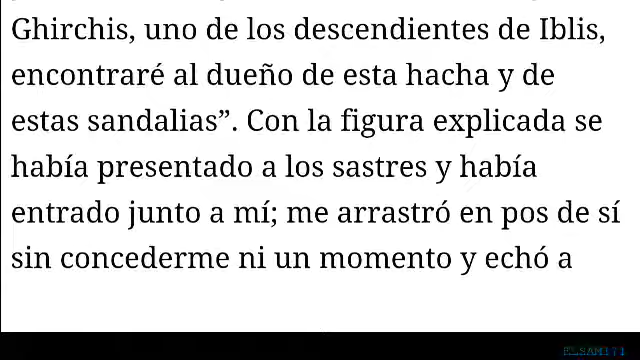 Ghirchis, uno de los descendientes de Iblis,
encontraré al dueño de esta hacha y de
estas sandalias”. Con la figura explicada se
había presentado a los sastres y había
entrado junto a mí; me arrastró en pos de sí
sin concederme ni un momento y echó a